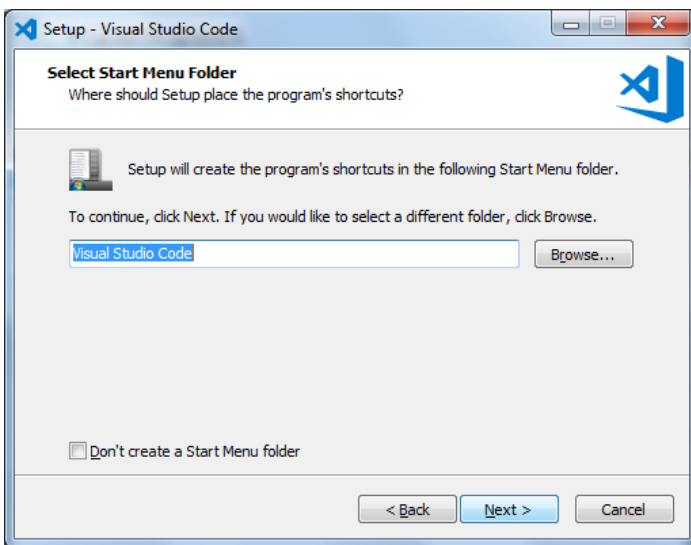 Setup - Visual Studio Code
Select Start Menu Folder
Where should Setup place the program's shortcuts?
Setup will create the program's shortcuts in the following Start Menu folder.
To continue, click Next. If you would like to select a different folder, click Browse.
Visual Studio Code
Browse...
Don't create a Start Menu folder
< Back
Next >
Cancel